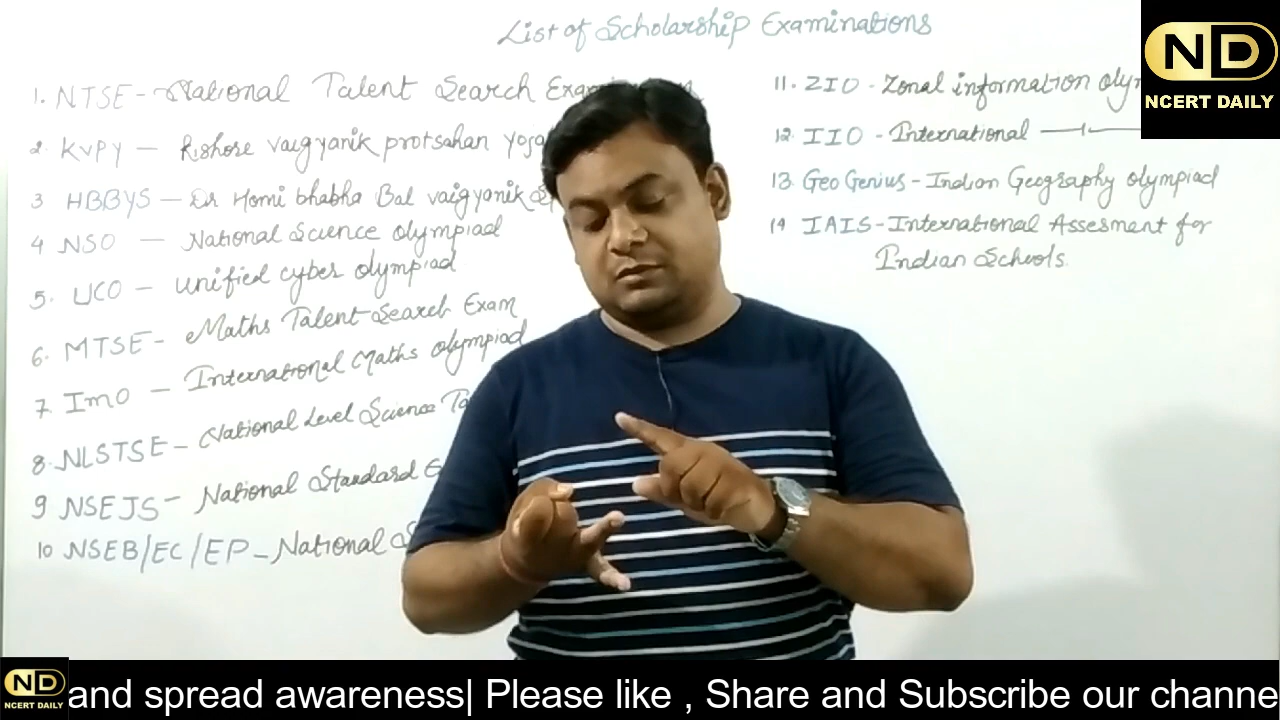 List of Scholarship Examinations
1. NTSE - National Talent Search
2. KVPY - Kishore vaigyanik protsahan
3 HBBVS - Dr Homi bhabha Bal vaigyanik
4 NSO - National Science olympiad
5. UCO - Unified cyber olympiad
6. MTSE - Maths Talent Search Exam
7. ImO - International Maths olympiad
8. NLSTSE - National Level Science
9 NSEJS - National Standard
10 NSEB/EC/EP - National
11. ZIO - Zonal information
12. IIO - International
13. Geo Genius - Indian Geography olympiad
14 IAIS - International Assesment for
Indian Schools.
ND
NCERT DAILY
ND
NCERT DAILY
and spread awareness| Please like , Share and Subscribe our channe